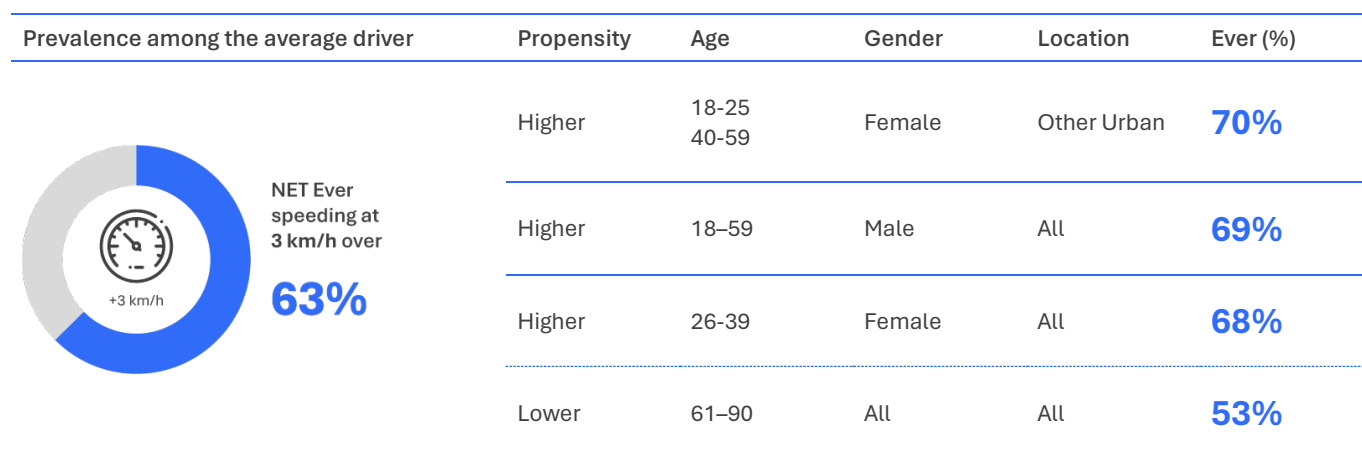 Prevalence among the average driver Propensity Age Gender Location Ever (%)
+3 km/h
NET Ever
speeding at
3 km/h over
63%
Higher 18-25 40-59 Female Other Urban 70%
Higher 18–59 Male All 69%
Higher 26-39 Female All 68%
Lower 61–90 All All 53%